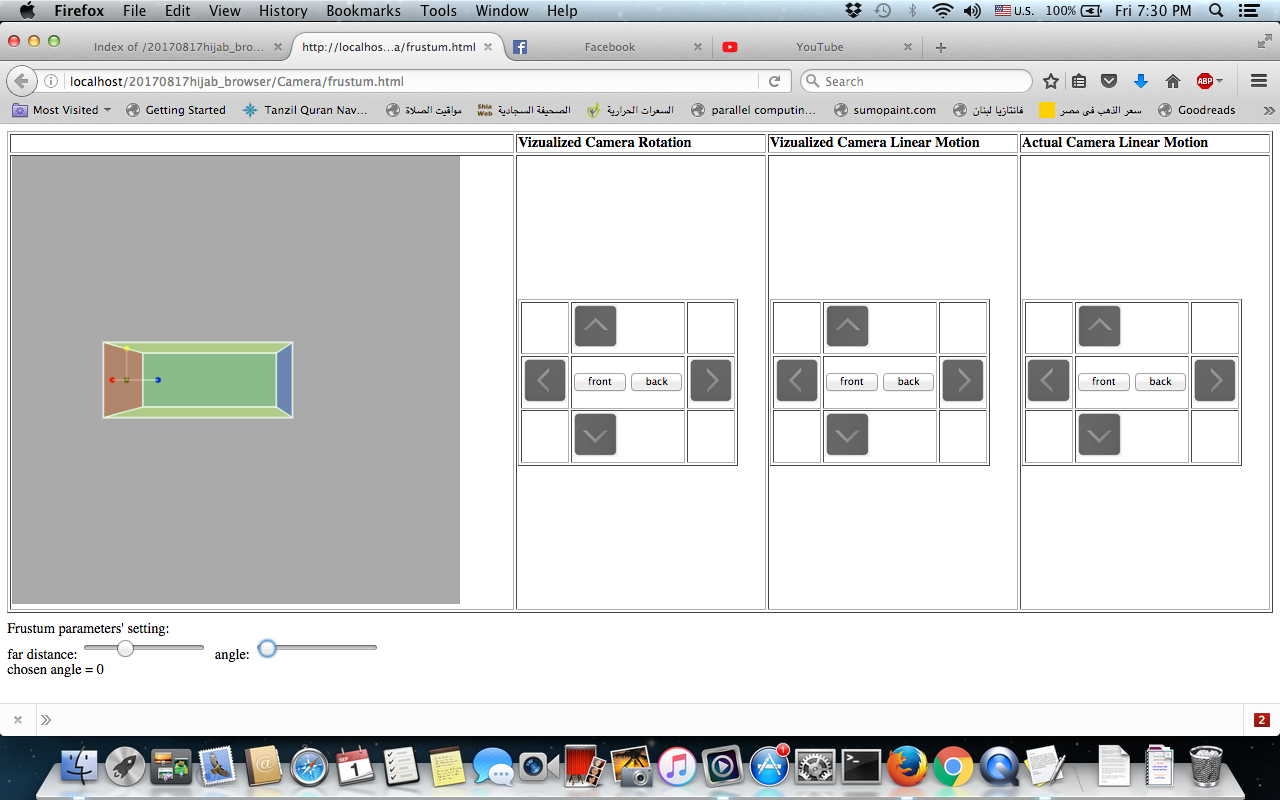 Firefox File Edit View History Bookmarks Tools Window Help U.S. 100% Fri 7:30 PM
Index of /20170817hijab_bro... http://localhos...a/frustum.html Facebook YouTube
localhost/20170817hijab_browser/Camera/frustum.html Search ABP
Most Visited Getting Started Tanzil Quran Nav... مواقيت الصلاة Shia Web الصحيفة السجادية السعرات الحرارية parallel computin... sumopaint.com فانتازيا لبنان سعر الذهب فى مصر Goodreads
Vizualized Camera Rotation Vizualized Camera Linear Motion Actual Camera Linear Motion
front back front back front back
Frustum parameters' setting:
far distance: angle:
chosen angle = 0
2
SEP 1 1